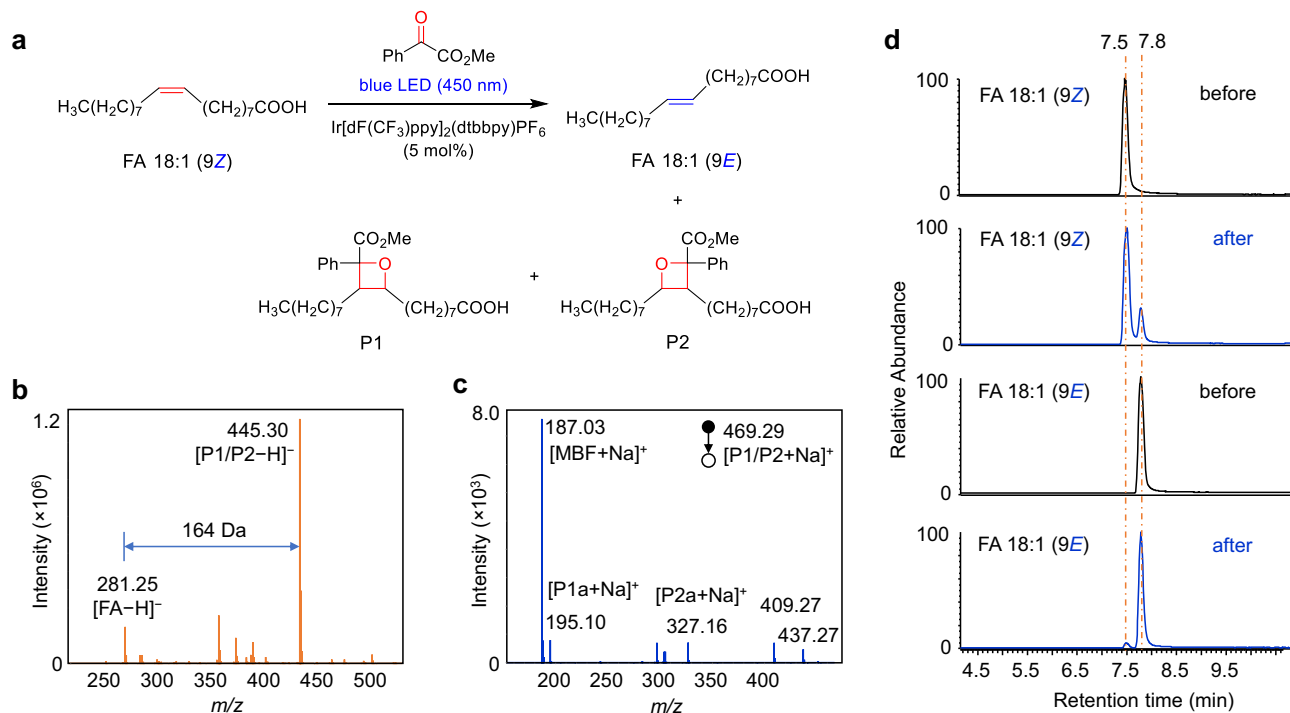 a
O
Ph
CO2Me
blue LED (450 nm)
Ir[dF(CF3)ppy]2(dtbbpy)PF6
(5 mol%)
H3C(H2C)7
(CH2)7COOH
FA 18:1 (9Z)
(CH2)7COOH
H3C(H2C)7
FA 18:1 (9E)
+
CO2Me
Ph
O
H3C(H2C)7
(CH2)7COOH
P1
+
CO2Me
O
Ph
H3C(H2C)7
(CH2)7COOH
P2
b
1.2
445.30
[P1/P2−H]−
164 Da
281.25
[FA−H]−
0
Intensity (×10⁶)
250 300 350 400 450 500
m/z
c
8.0
187.03
[MBF+Na]+
469.29
[P1/P2+Na]+
[P1a+Na]+
195.10
[P2a+Na]+
327.16
409.27
437.27
0
Intensity (×10³)
200 300 400
m/z
d
7.5 7.8
100
FA 18:1 (9Z)
before
0
100
FA 18:1 (9Z)
after
0
100
FA 18:1 (9E)
before
0
100
FA 18:1 (9E)
after
0
Relative Abundance
4.5 5.5 6.5 7.5 8.5 9.5
Retention time (min)